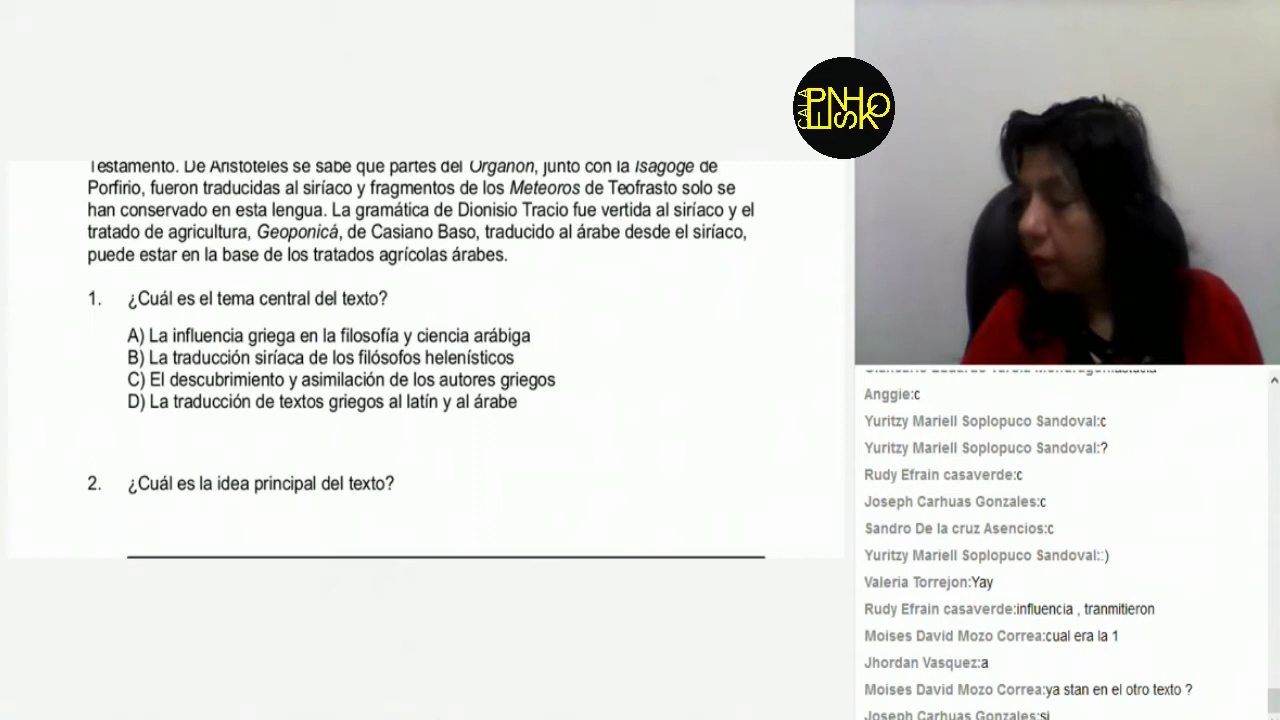 CALA
PENHOESK
Testamento. De Aristóteles se sabe que partes del Organon, junto con la Isagoge de
Porfirio, fueron traducidas al siríaco y fragmentos de los Meteoros de Teofrasto solo se
han conservado en esta lengua. La gramática de Dionisio Tracio fue vertida al siríaco y el
tratado de agricultura, Geoponicá, de Casiano Baso, traducido al árabe desde el siríaco,
puede estar en la base de los tratados agrícolas árabes.
1. ¿Cuál es el tema central del texto?
A) La influencia griega en la filosofía y ciencia arábiga
B) La traducción siríaca de los filósofos helenísticos
C) El descubrimiento y asimilación de los autores griegos
D) La traducción de textos griegos al latín y al árabe
2. ¿Cuál es la idea principal del texto?
Anggie:c
Yuritzy Mariell Soplopuco Sandoval:c
Yuritzy Mariell Soplopuco Sandoval:?
Rudy Efrain casaverde:c
Joseph Carhuas Gonzales:c
Sandro De la cruz Asencios:c
Yuritzy Mariell Soplopuco Sandoval::)
Valeria Torrejon:Yay
Rudy Efrain casaverde:influencia , tranmitieron
Moises David Mozo Correa:cual era la 1
Jhordan Vasquez:a
Moises David Mozo Correa:ya stan en el otro texto ?
Joseph Carhuas Gonzales:si